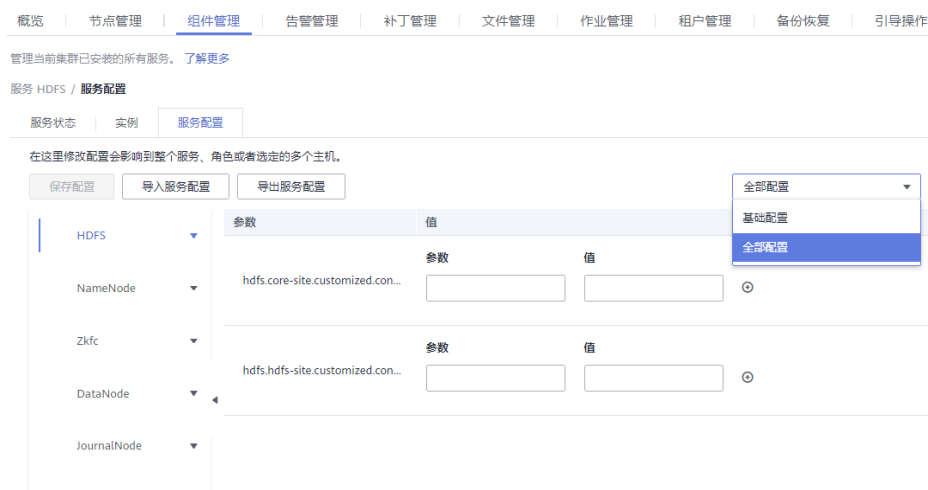 概览 节点管理 组件管理 告警管理 补丁管理 文件管理 作业管理 租户管理 备份恢复 引导操作
管理当前集群已安装的所有服务。 了解更多
服务 HDFS / 服务配置
服务状态 实例 服务配置
在这里修改配置会影响到整个服务、角色或者选定的多个主机。
保存配置 导入服务配置 导出服务配置 全部配置
基础配置
全部配置
参数 值
HDFS
NameNode
Zkfc
DataNode
JournalNode
参数 值
hdfs.core-site.customized.con...
参数 值
hdfs.hdfs-site.customized.con...